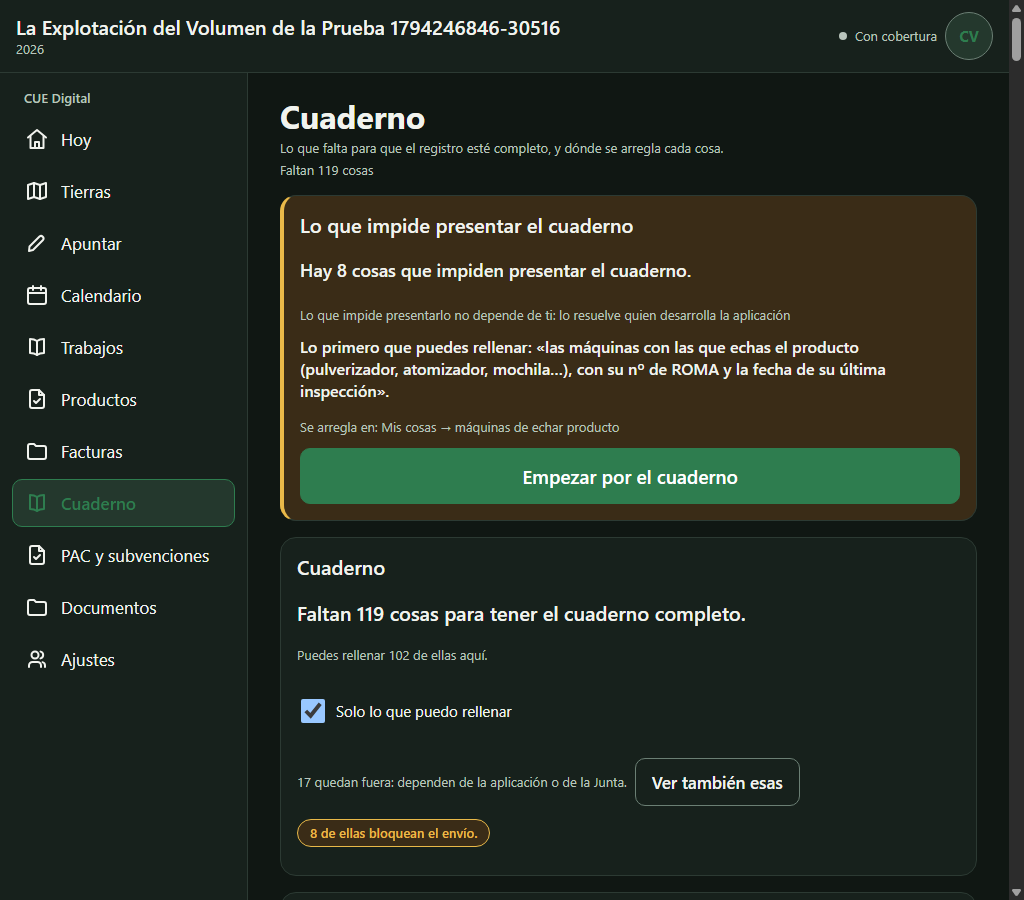 La Explotación del Volumen de la Prueba 1794246846-30516
2026
Con cobertura
CV
CUE Digital
Hoy
Tierras
Apuntar
Calendario
Trabajos
Productos
Facturas
Cuaderno
PAC y subvenciones
Documentos
Ajustes
Cuaderno
Lo que falta para que el registro esté completo, y dónde se arregla cada cosa.
Faltan 119 cosas
Lo que impide presentar el cuaderno
Hay 8 cosas que impiden presentar el cuaderno.
Lo que impide presentarlo no depende de ti: lo resuelve quien desarrolla la aplicación
Lo primero que puedes rellenar: «las máquinas con las que echas el producto
(pulverizador, atomizador, mochila...), con su nº de ROMA y la fecha de su última
inspección».
Se arregla en: Mis cosas → máquinas de echar producto
Empezar por el cuaderno
Cuaderno
Faltan 119 cosas para tener el cuaderno completo.
Puedes rellenar 102 de ellas aquí.
Solo lo que puedo rellenar
17 quedan fuera: dependen de la aplicación o de la Junta.
Ver también esas
8 de ellas bloquean el envío.